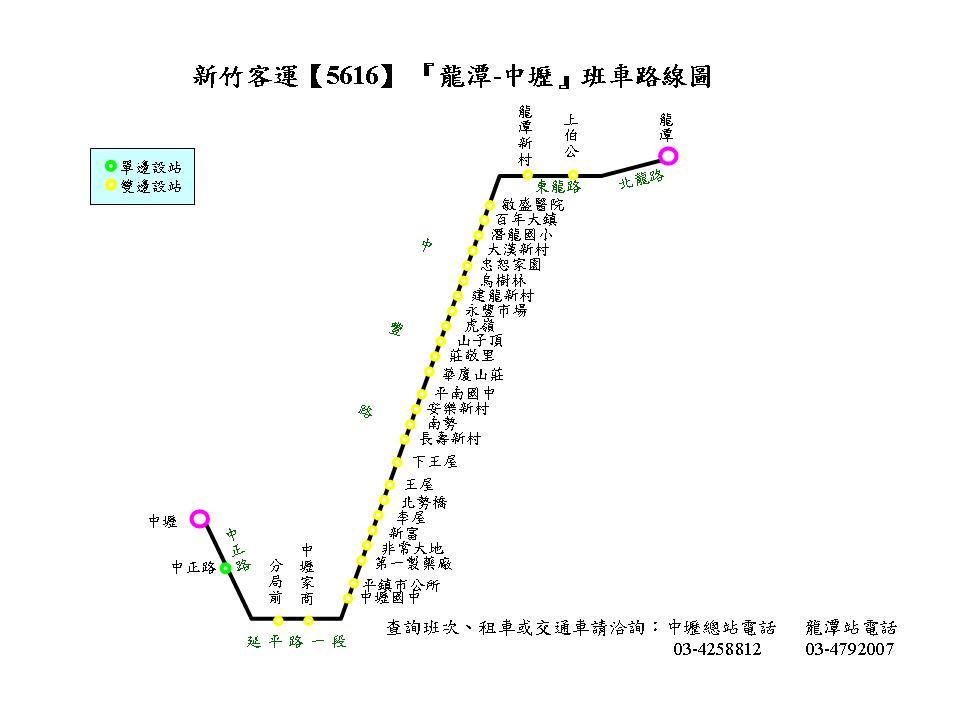 新竹客運【5616】『龍潭-中壢』班車路線圖
單邊設站
雙邊設站
龍潭
上伯公
龍潭新村
北龍路
東龍路
敏盛醫院
百年大鎮
潛龍國小
大漢新村
忠恕家園
烏樹林
建龍新村
永豐市場
虎嶺
山子頂
莊敬里
華廈山莊
平南國中
安樂新村
南勢
長壽新村
下王屋
王屋
北勢橋
車屋
新富
非常大地
第一製藥廠
平鎮市公所
中壢國中
中豐路
中壢家商
分局前
延平路一段
中正路
中正路
中壢
查詢班次、租車或交通車請洽詢：中壢總站電話 龍潭站電話
03-4258812 03-4792007